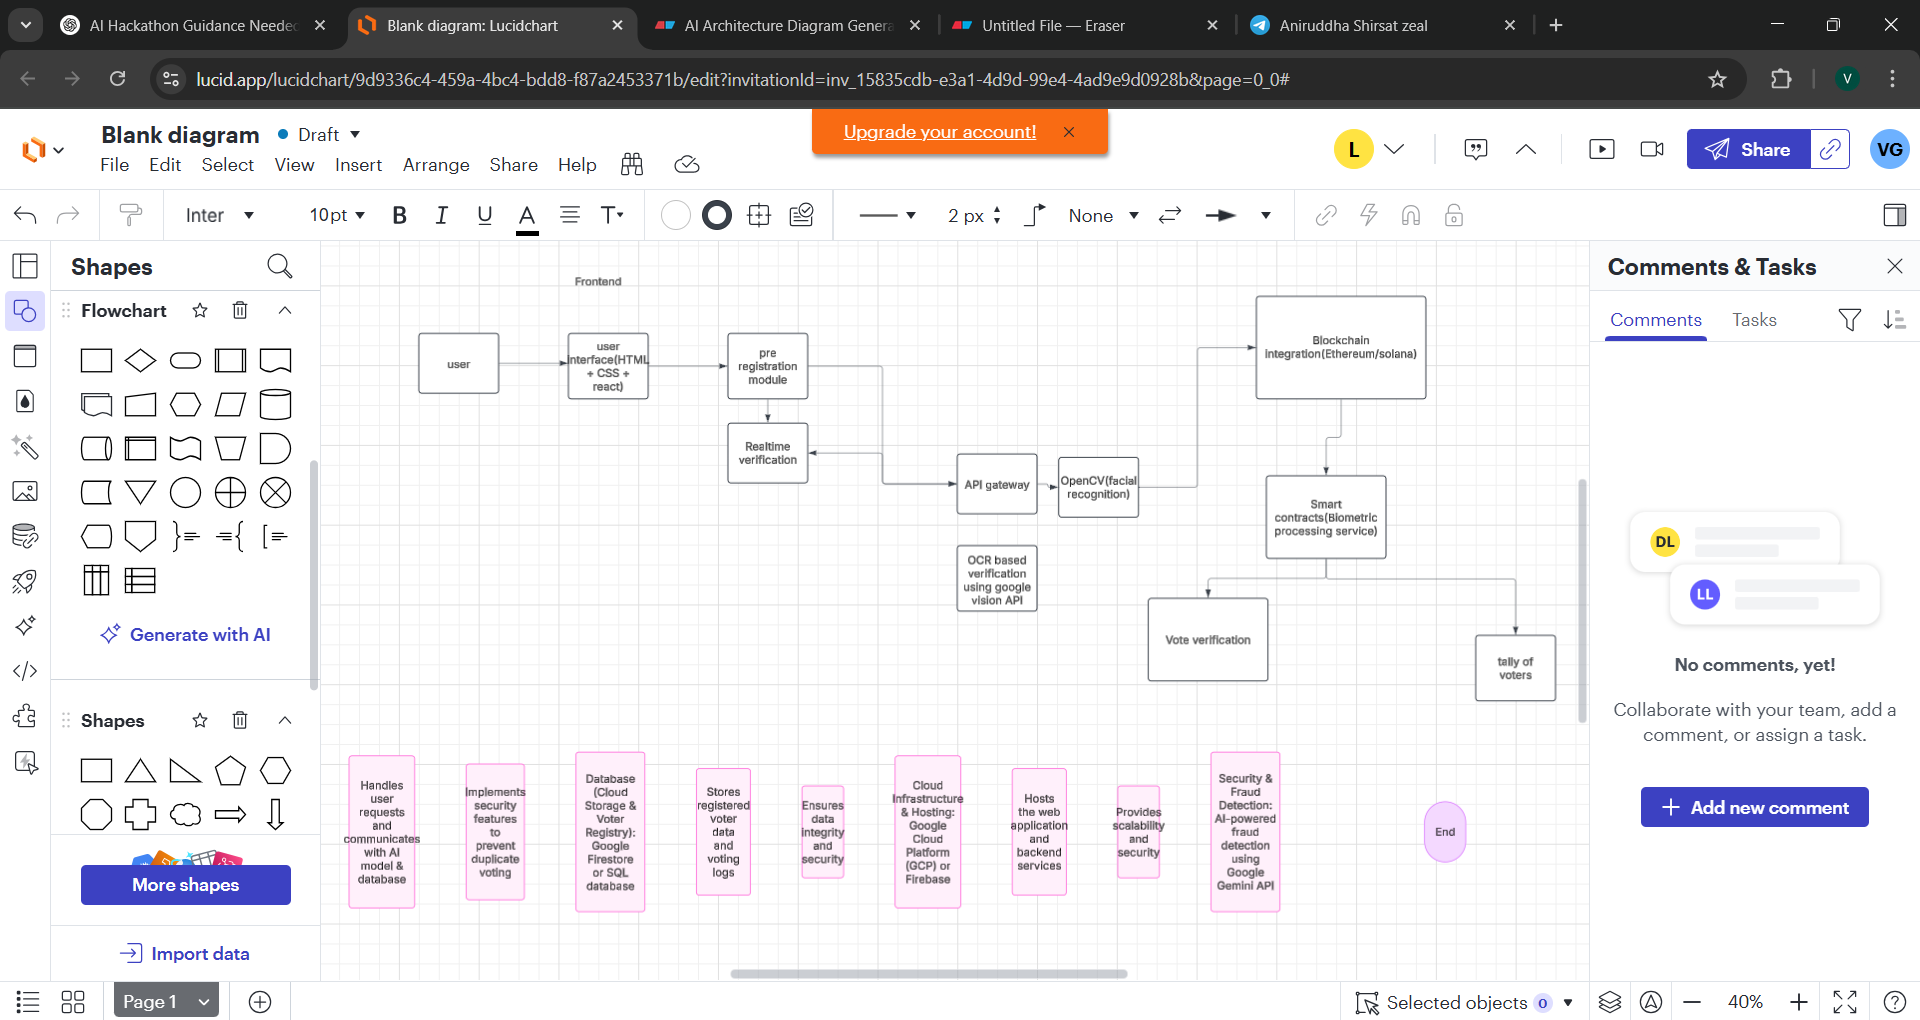 AI Hackathon Guidance Needed
Blank diagram: Lucidchart
AI Architecture Diagram Genera
Untitled File — Eraser
Aniruddha Shirsat zeal
lucid.app/lucidchart/9d9336c4-459a-4bc4-bdd8-f87a2453371b/edit?invitationId=inv_15835cdb-e3a1-4d9d-99e4-4ad9e9d0928b&page=0_0#
V
Upgrade your account!
Blank diagram
Draft
File Edit Select View Insert Arrange Share Help
L
Share
VG
Inter
10pt
B I U A T
2 px
None
Shapes
Flowchart
Generate with AI
Shapes
More shapes
Import data
Frontend
user
user
interface(HTML
+ CSS +
react)
pre
registration
module
Realtime
verification
API gateway
OpenCV(facial
recognition)
OCR based
verification
using google
vision API
Blockchain
integration(Ethereum/solana)
Smart
contracts(Biometric
processing service)
Vote verification
tally of
voters
Handles
user
requests
and
communicates
with AI
model &
database
Implements
security
features
to
prevent
duplicate
voting
Database
(Cloud
Storage &
Voter
Registry):
Google
Firestore
or SQL
database
Stores
registered
voter
data
and
voting
logs
Ensures
data
integrity
and
security
Cloud
Infrastructure
& Hosting:
Google
Cloud
Platform
(GCP) or
Firebase
Hosts
the web
application
and
backend
services
Provides
scalability
and
security
Security &
Fraud
Detection:
AI-powered
fraud
detection
using
Google
Gemini API
End
Comments & Tasks
Comments Tasks
DL
LL
No comments, yet!
Collaborate with your team, add a
comment, or assign a task.
+ Add new comment
Page 1
Selected objects 0
40%